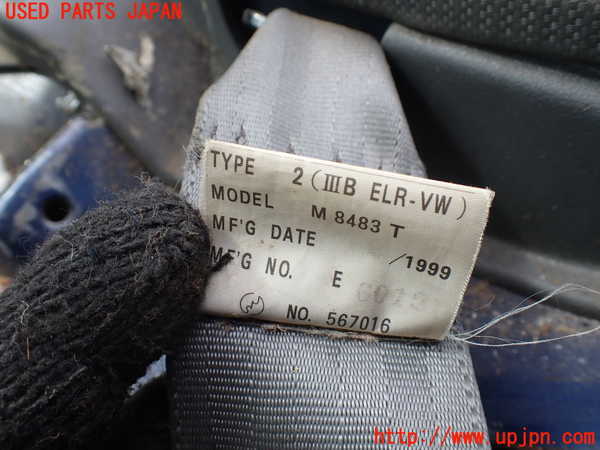 USED PARTS JAPAN
TYPE 2 (IIIB ELR-VW)
MODEL M 8483 T
MF'G DATE /1999
MF'G NO. E
NO. 567016
http://www.upjpn.com